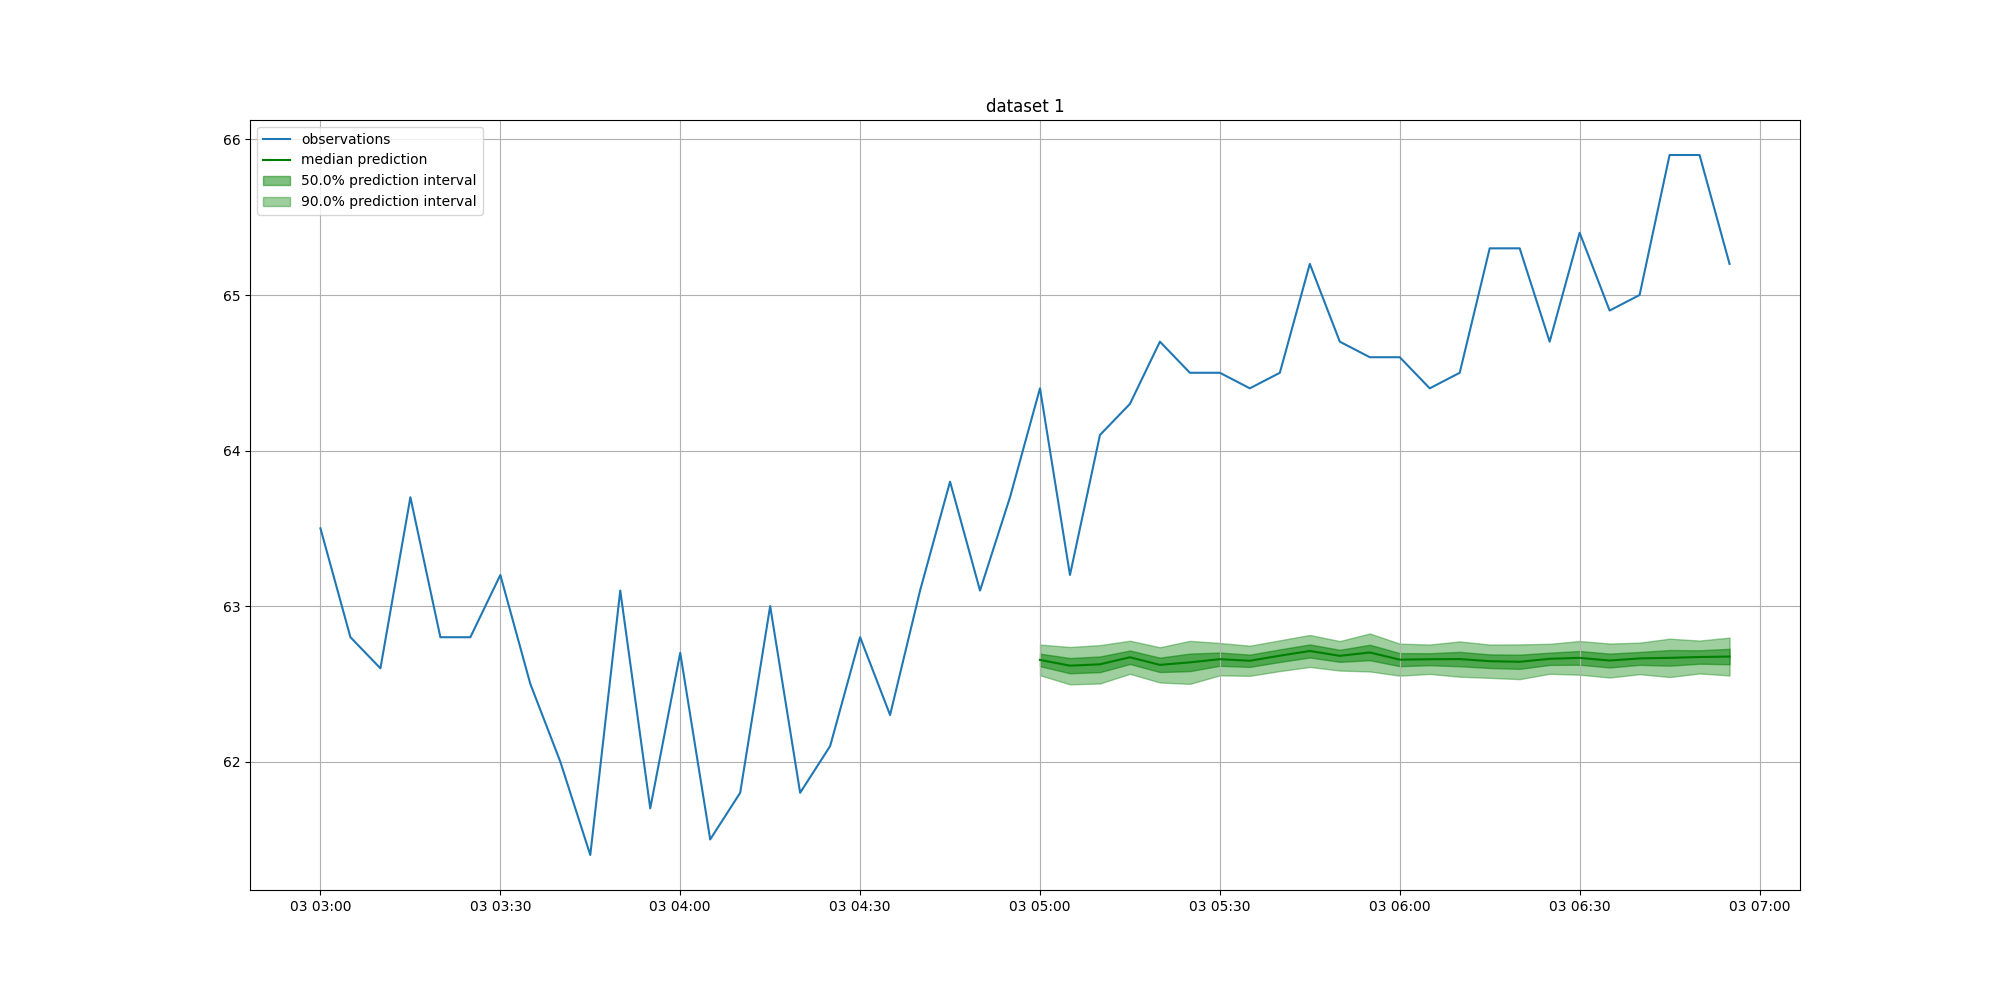 dataset 1
observations
median prediction
50.0% prediction interval
90.0% prediction interval
66
65
64
63
62
03 03:00 03 03:30 03 04:00 03 04:30 03 05:00 03 05:30 03 06:00 03 06:30 03 07:00